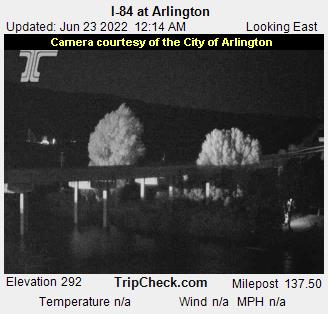 I-84 at Arlington
Updated: Jun 23 2022 12:14 AM Looking East
Camera courtesy of the City of Arlington
Elevation 292 TripCheck.com Milepost 137.50
Temperature n/a Wind n/a MPH n/a